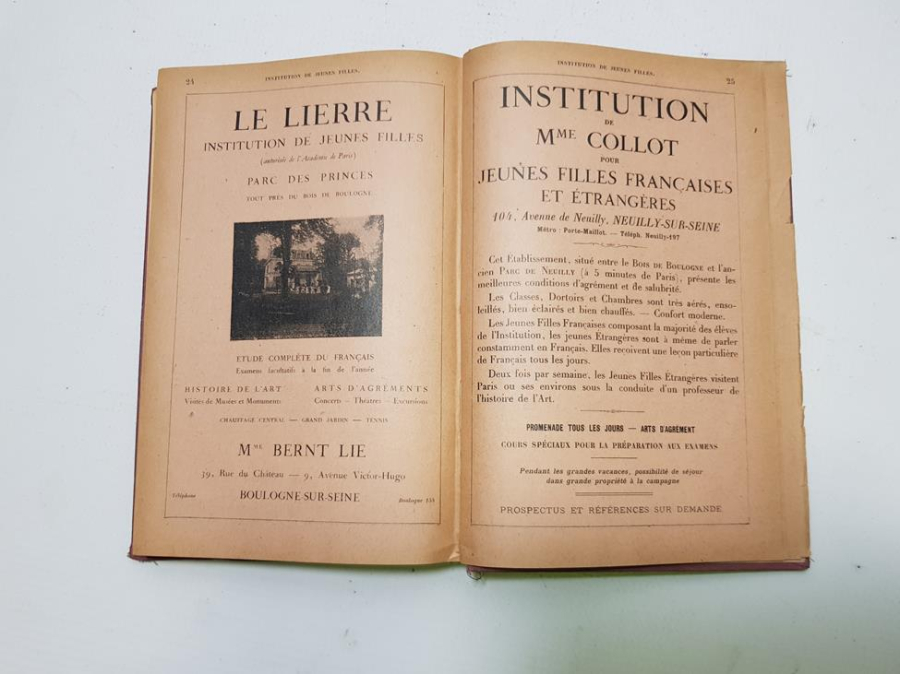 24
INSTITUTION DE JEUNES FILLES.
LE LIERRE
INSTITUTION DE JEUNES FILLES
(autorisée de l'Académie de Paris)
PARC DES PRINCES
TOUT PRÈS DU BOIS DE BOULOGNE
ETUDE COMPLÈTE DU FRANÇAIS
Examens facultatifs à la fin de l'année
HISTOIRE DE L'ART
Visites de Musées et Monuments
ARTS D'AGRÉMENTS
Concerts — Théâtres — Excursions
CHAUFFAGE CENTRAL — GRAND JARDIN — TENNIS
MME BERNT LIE
39, Rue du Château — 9, Avenue Victor-Hugo
Téléphone
BOULOGNE-SUR-SEINE
Boulogne
INSTITUTION DE JEUNES FILLES.
25
INSTITUTION
DE
MME COLLOT
POUR
JEUNES FILLES FRANÇAISES
ET ÉTRANGÈRES
104, Avenue de Neuilly, NEUILLY-SUR-SEINE
Métro : Porte-Maillot. — Téléph. Neuilly-197
Cet Etablissement, situé entre le BOIS DE BOULOGNE et l'an-
cien PARC DE NEUILLY (à 5 minutes de Paris), présente les
meilleures conditions d'agrément et de salubrité.
Les Classes, Dortoirs et Chambres sont très aérés, enso-
leillés, bien éclairés et bien chauffés. — Confort moderne.
Les Jeunes Filles Françaises composant la majorité des élèves
de l'Institution, les jeunes Étrangères sont à même de parler
constamment en Français. Elles reçoivent une leçon particulière
de Français tous les jours.
Deux fois par semaine, les Jeunes Filles Etrangères visitent
Paris ou ses environs sous la conduite d'un professeur de
l'histoire de l'Art.
PROMENADE TOUS LES JOURS — ARTS D'AGRÉMENT
COURS SPÉCIAUX POUR LA PRÉPARATION AUX EXAMENS
Pendant les grandes vacances, possibilité de séjour
dans grande propriété à la campagne
PROSPECTUS ET RÉFÉRENCES SUR DEMANDE